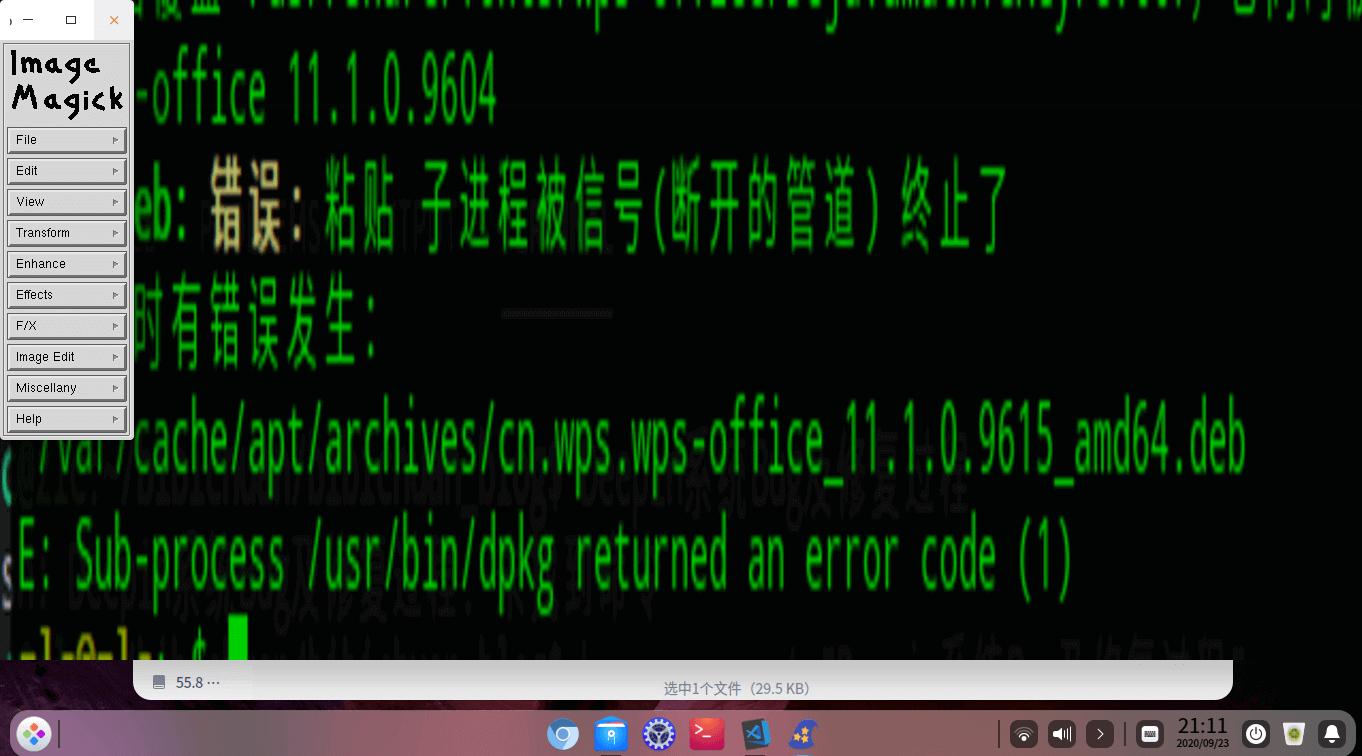 Image
Magick
File
Edit
View
Transform
Enhance
Effects
F/X
Image Edit
Miscellany
Help
-office 11.1.0.9604
eb: 错误: 粘贴 子进程被信号(断开的管道) 终止了
时有错误发生:
/var/cache/apt/archives/cn.wps.wps-office_11.1.0.9615_amd64.deb
E: Sub-process /usr/bin/dpkg returned an error code (1)
$
55.8 ···
选中1个文件（29.5 KB）
21:11
2020/09/23